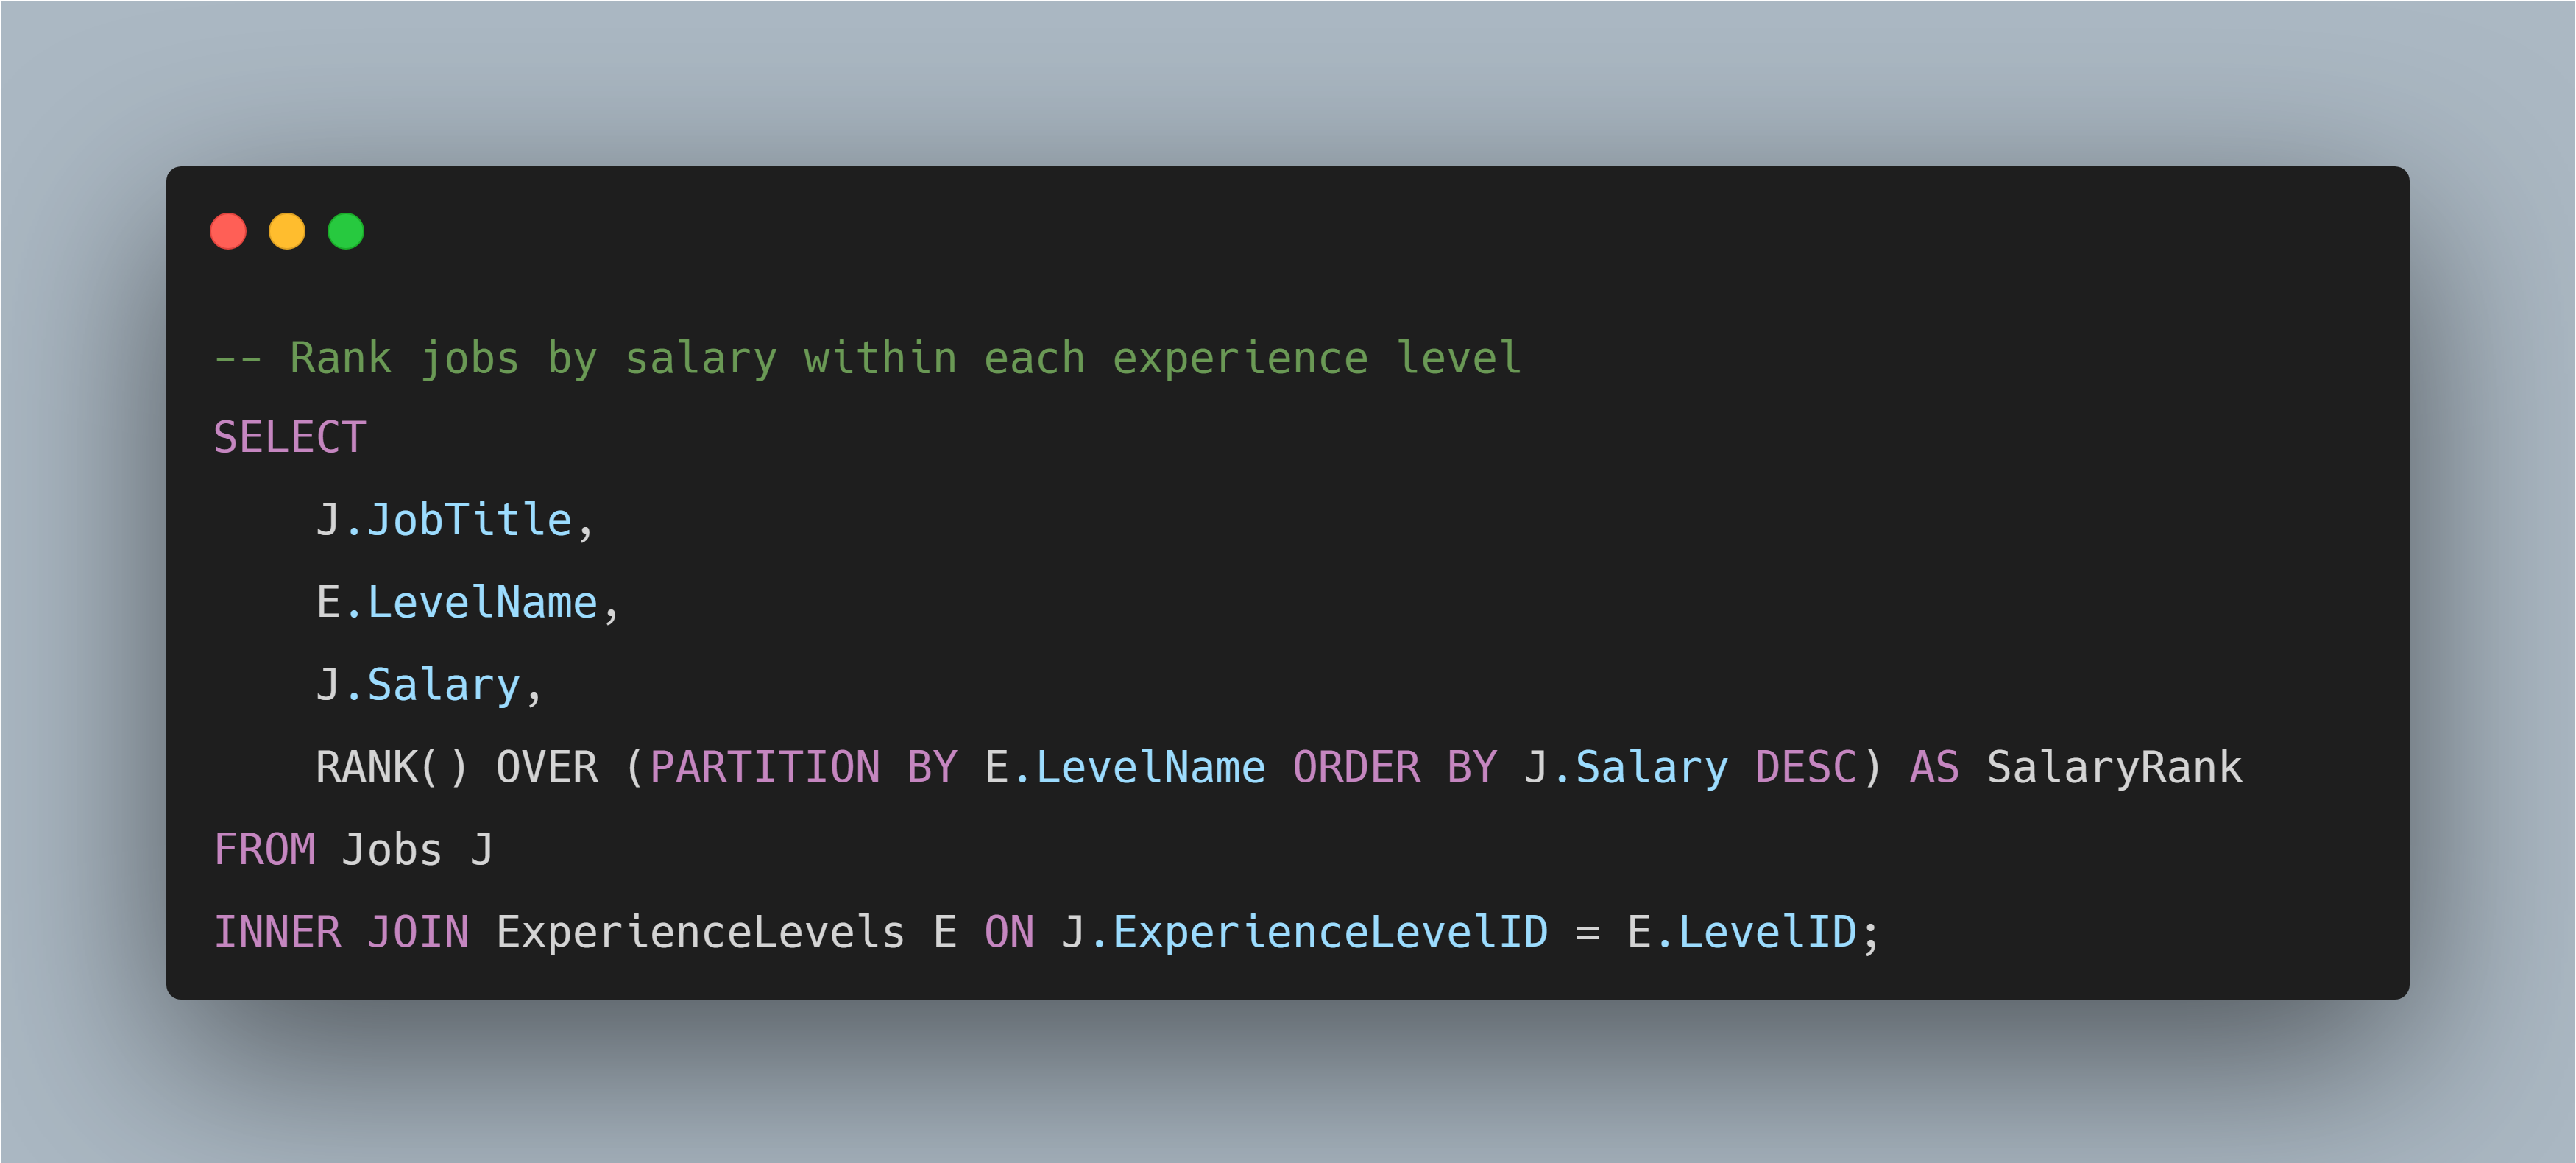 -- Rank jobs by salary within each experience level
SELECT
    J.JobTitle,
    E.LevelName,
    J.Salary,
    RANK() OVER (PARTITION BY E.LevelName ORDER BY J.Salary DESC) AS SalaryRank
FROM Jobs J
INNER JOIN ExperienceLevels E ON J.ExperienceLevelID = E.LevelID;